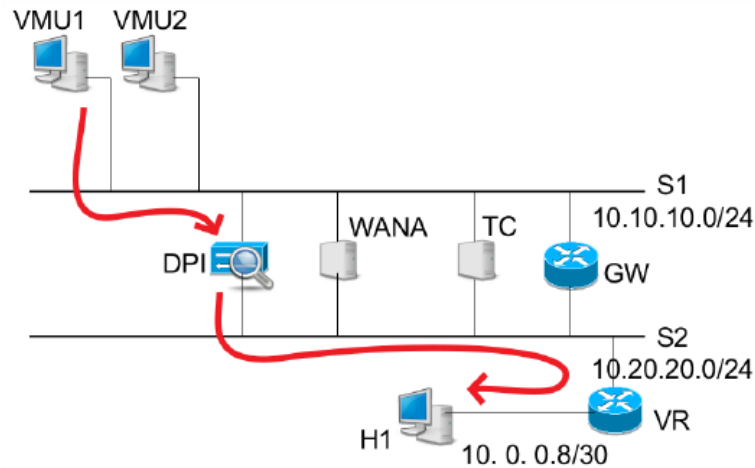 VMU1 VMU2
S1
10.10.10.0/24
WANA
TC
DPI
GW
S2
10.20.20.0/24
H1
VR
10. 0. 0.8/30